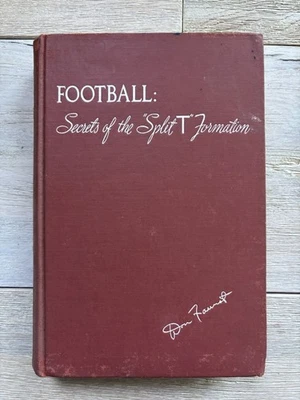 FOOTBALL:
Secrets of the "Split T" Formation
Don Faurot